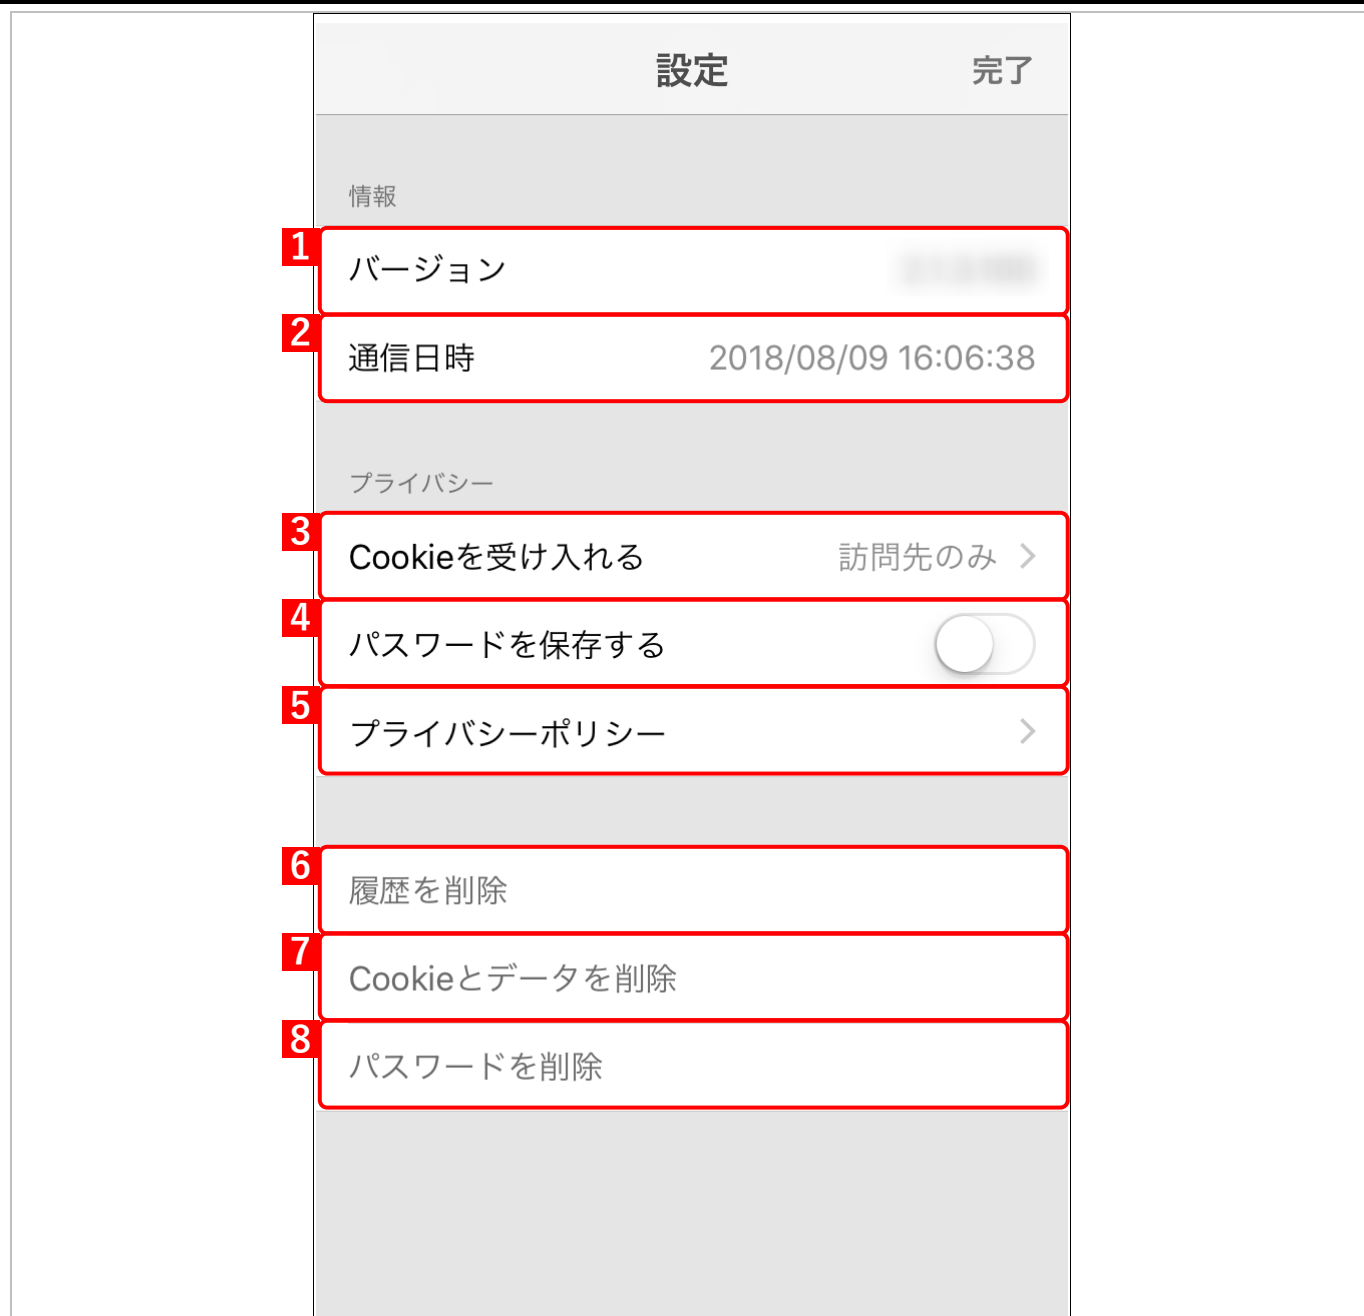 設定 完了
情報
1 バージョン
2 通信日時 2018/08/09 16:06:38
プライバシー
3 Cookieを受け入れる 訪問先のみ
4 パスワードを保存する
5 プライバシーポリシー
6 履歴を削除
7 Cookieとデータを削除
8 パスワードを削除